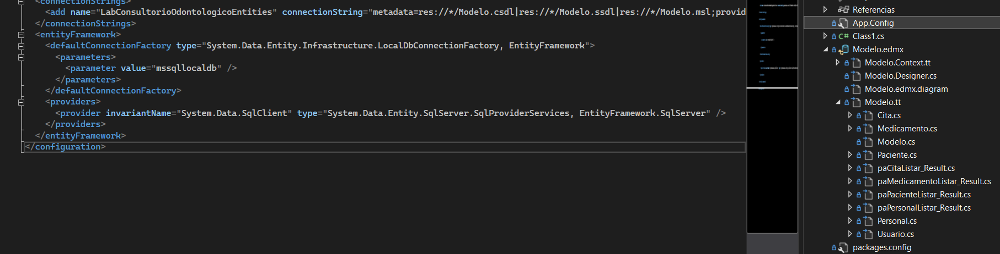 <connectionStrings>
<add name="LabConsultorioOdontologicoEntities" connectionString="metadata=res://*/Modelo.csdl|res://*/Modelo.ssdl|res://*/Modelo.msl;provid
</connectionStrings>
<entityFramework>
<defaultConnectionFactory type="System.Data.Entity.Infrastructure.LocalDbConnectionFactory, EntityFramework">
<parameters>
<parameter value="mssqllocaldb" />
</parameters>
</defaultConnectionFactory>
<providers>
<provider invariantName="System.Data.SqlClient" type="System.Data.Entity.SqlServer.SqlProviderServices, EntityFramework.SqlServer" />
</providers>
</entityFramework>
</configuration>
Referencias
App.Config
C# Class1.cs
Modelo.edmx
Modelo.Context.tt
Modelo.Designer.cs
Modelo.edmx.diagram
Modelo.tt
Cita.cs
Medicamento.cs
Modelo.cs
Paciente.cs
paCitaListar_Result.cs
paMedicamentoListar_Result.cs
paPacienteListar_Result.cs
paPersonalListar_Result.cs
Personal.cs
Usuario.cs
packages.config